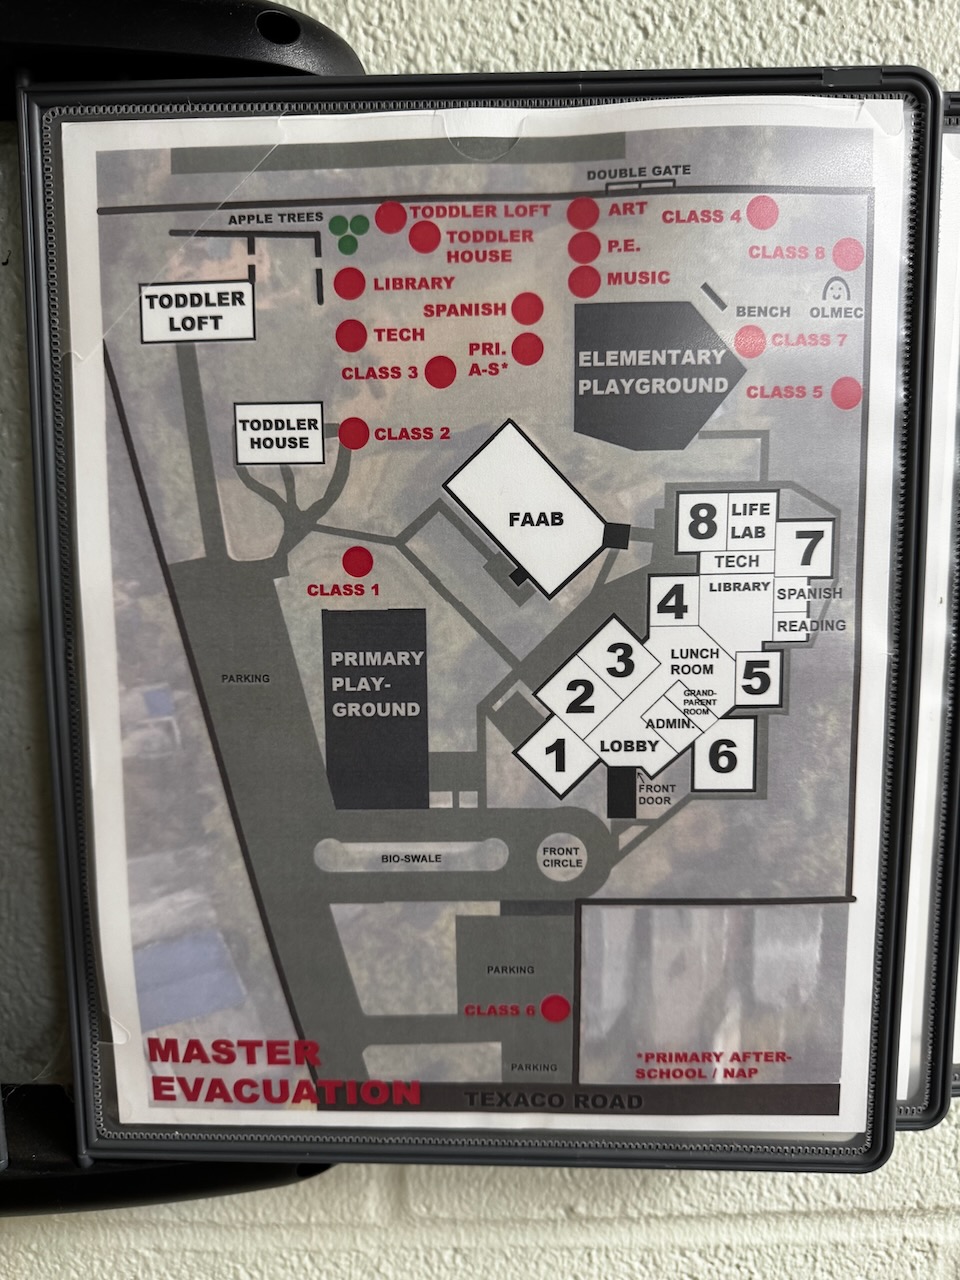 DOUBLE GATE
APPLE TREES
TODDLER LOFT
ART
CLASS 4
TODDLER
HOUSE
P.E.
CLASS 8
LIBRARY
MUSIC
TODDLER
LOFT
SPANISH
BENCH
OLMEC
TECH
PRI.
A-S*
CLASS 7
CLASS 3
ELEMENTARY
PLAYGROUND
CLASS 5
TODDLER
HOUSE
CLASS 2
FAAB
8
LIFE
LAB
7
TECH
CLASS 1
LIBRARY
SPANISH
4
READING
PRIMARY
PLAY-
GROUND
PARKING
3
LUNCH
ROOM
5
2
GRAND-
PARENT
ROOM
ADMIN.
1
LOBBY
6
FRONT
DOOR
BIO-SWALE
FRONT
CIRCLE
PARKING
CLASS 6
MASTER
EVACUATION
PARKING
*PRIMARY AFTER-
SCHOOL / NAP
TEXACO ROAD